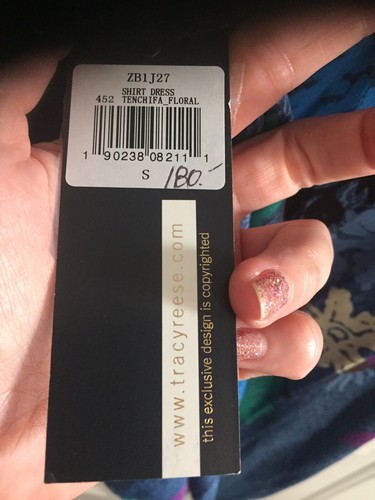 ZB1J27
SHIRT DRESS
452 TENCHIFA_FLORAL
1 90238 08211 1
S 180.-
www.tracyreese.com
this exclusive design is copyrighted